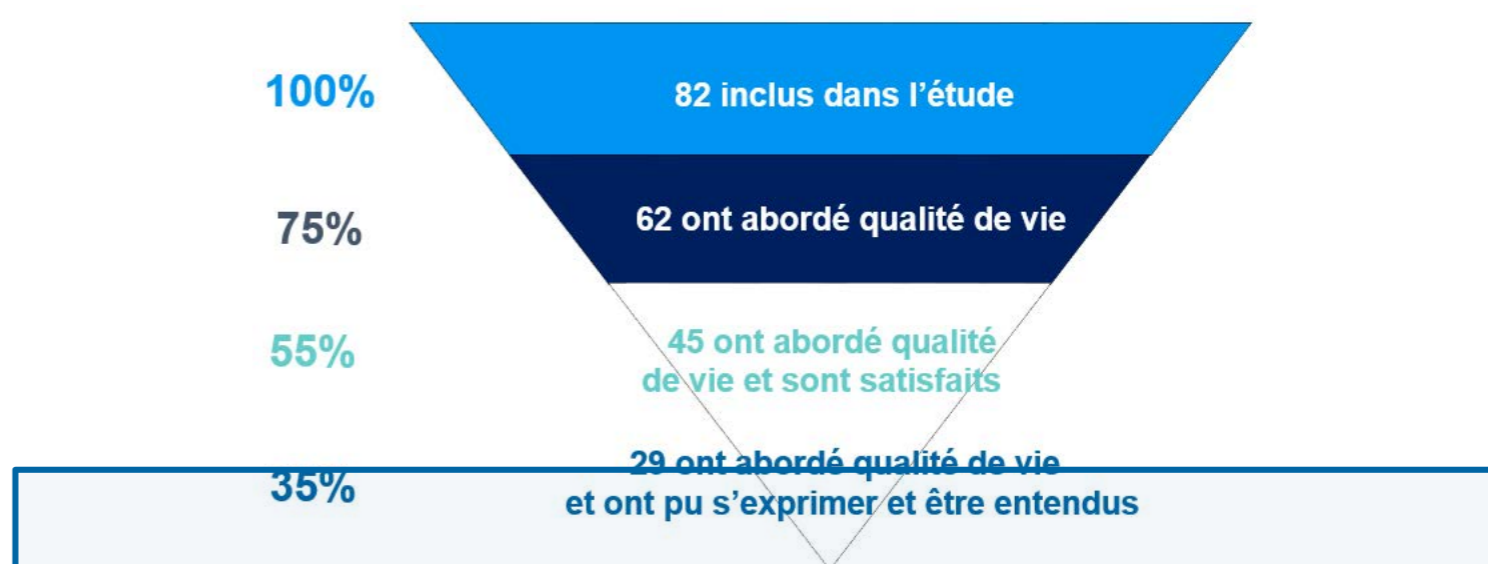 100%
82 inclus dans l’étude
75%
62 ont abordé qualité de vie
55%
45 ont abordé qualité
de vie et sont satisfaits
35%
29 ont abordé qualité de vie
et ont pu s’exprimer et être entendus